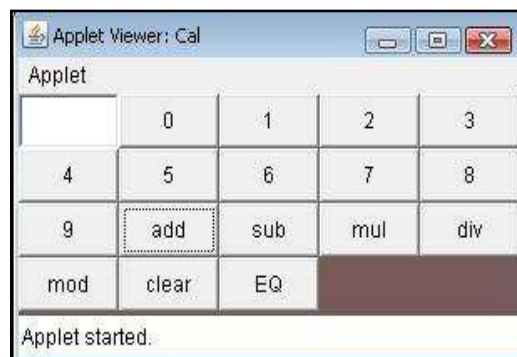 Applet Viewer: Cal
Applet
0 1 2 3
4 5 6 7 8
9 add sub mul div
mod clear EQ
Applet started.